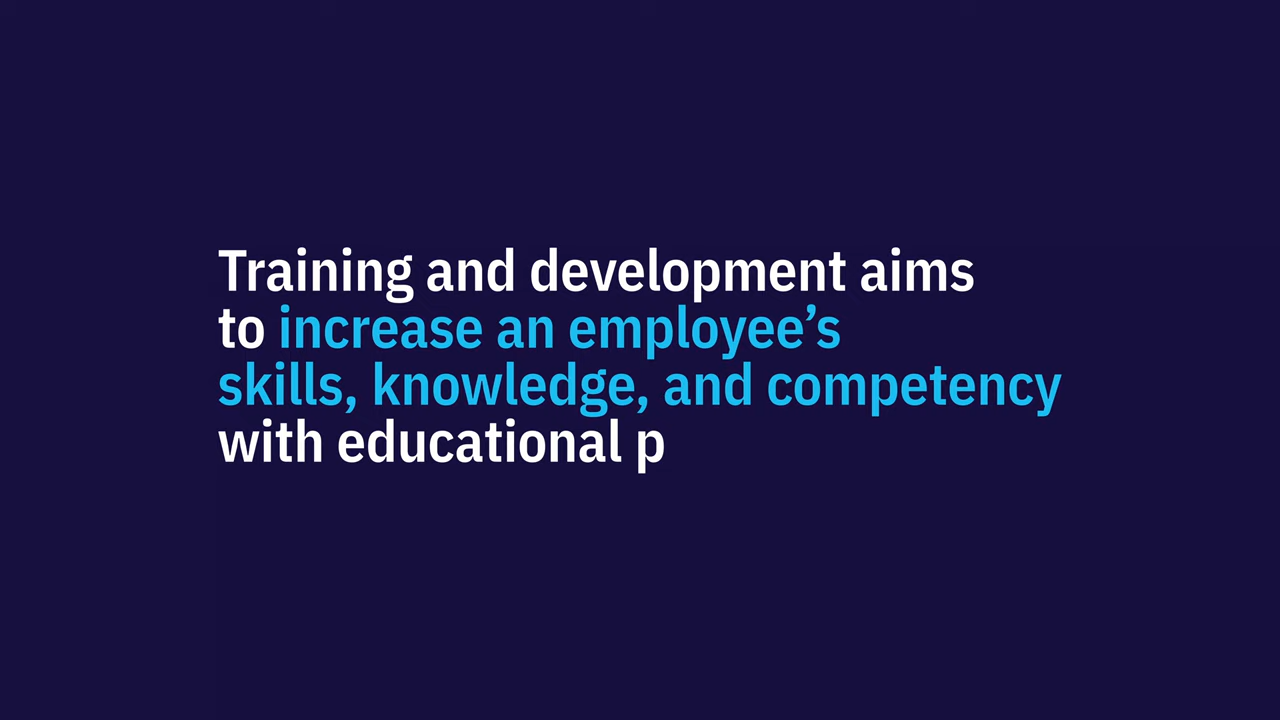 Training and development aims
to increase an employee’s
skills, knowledge, and competency
with educational p